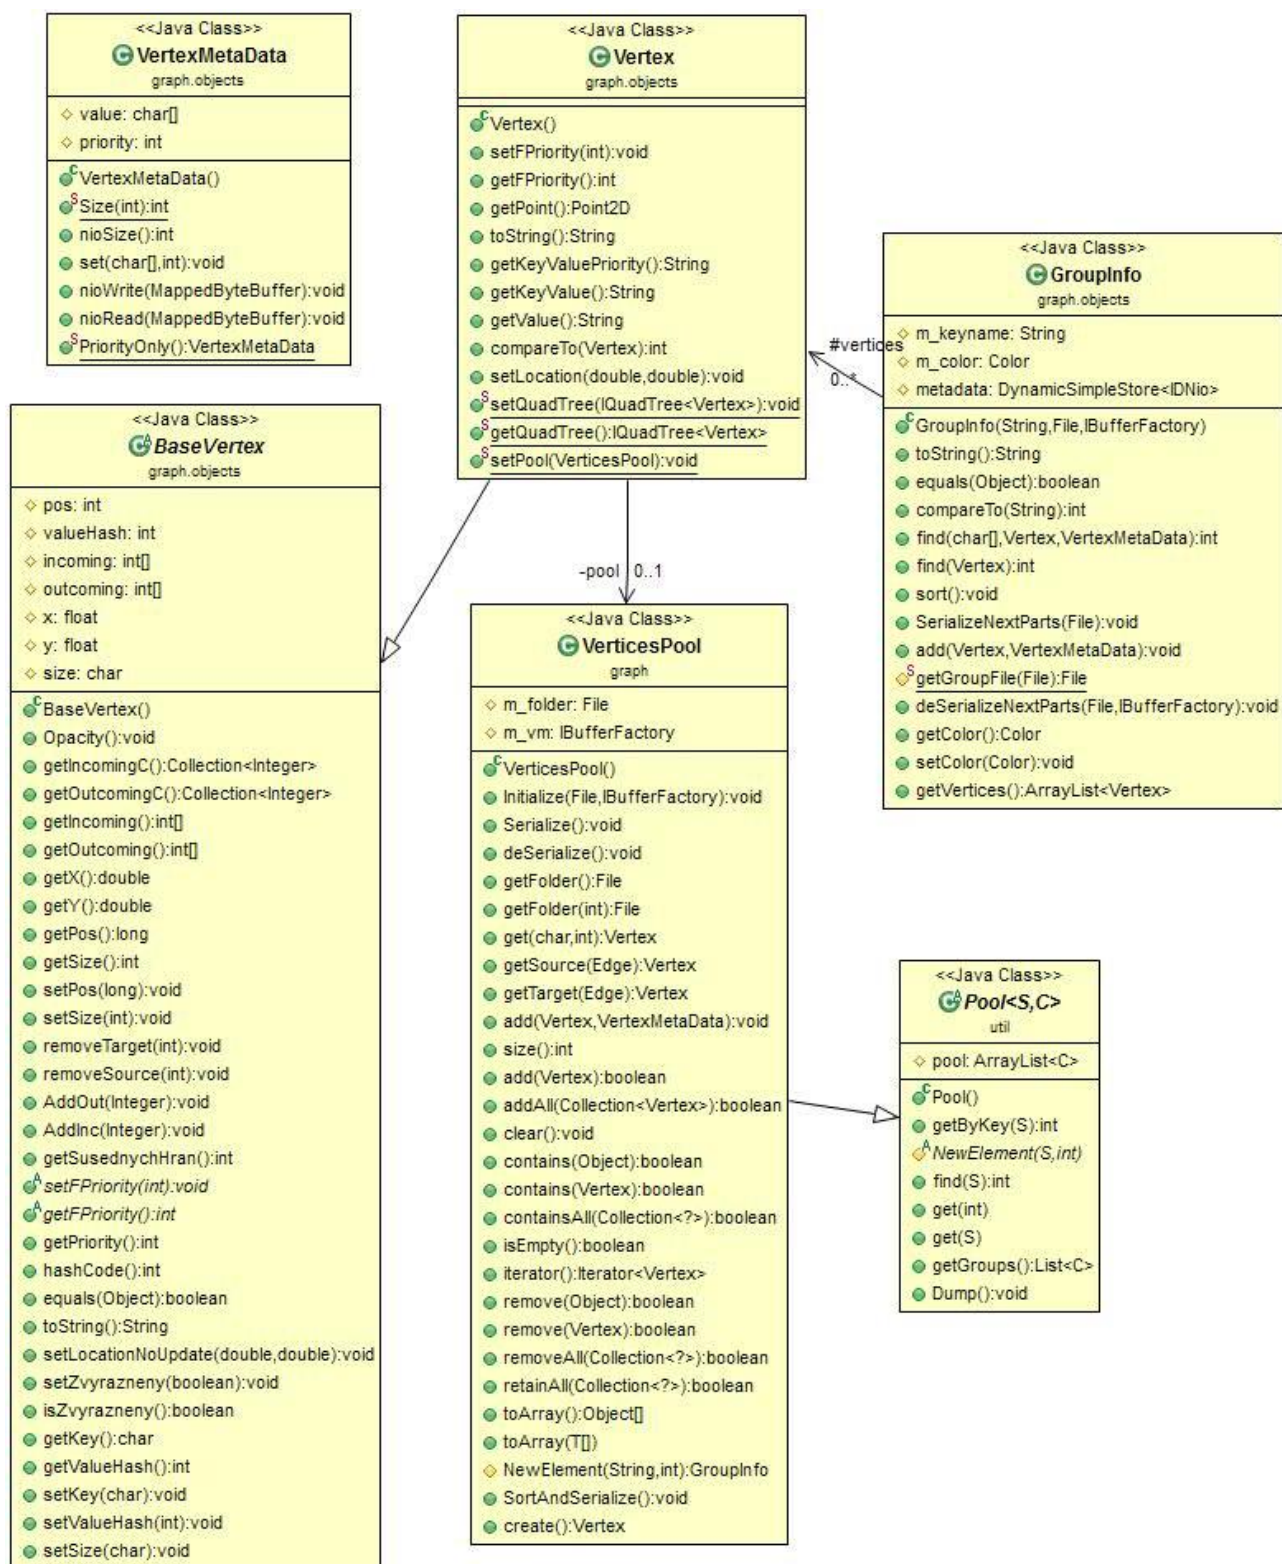 <<Java Class>>
VertexMetaData
graph.objects
value: char[]
priority: int
VertexMetaData()
Size(int):int
nioSize():int
set(char[],int):void
nioWrite(MappedByteBuffer):void
nioRead(MappedByteBuffer):void
PriorityOnly():VertexMetaData
<<Java Class>>
Vertex
graph.objects
Vertex()
setFPriority(int):void
getFPriority():int
getPoint():Point2D
toString():String
getKeyValuePriority():String
getKeyValue():String
getValue():String
compareTo(Vertex):int
setLocation(double,double):void
setQuadTree(IQuadTree<Vertex>):void
getQuadTree():IQuadTree<Vertex>
setPool(VerticesPool):void
#vertices
0..*
<<Java Class>>
GroupInfo
graph.objects
m_keyname: String
m_color: Color
metadata: DynamicSimpleStore<IDNio>
GroupInfo(String,File,IBufferFactory)
toString():String
equals(Object):boolean
compareTo(String):int
find(char[],Vertex,VertexMetaData):int
find(Vertex):int
sort():void
SerializeNextParts(File):void
add(Vertex,VertexMetaData):void
getGroupFile(File):File
deSerializeNextParts(File,IBufferFactory):void
getColor():Color
setColor(Color):void
getVertices():ArrayList<Vertex>
<<Java Class>>
BaseVertex
graph.objects
pos: int
valueHash: int
incoming: int[]
outcoming: int[]
x: float
y: float
size: char
BaseVertex()
Opacity():void
getIncomingC():Collection<Integer>
getOutcomingC():Collection<Integer>
getIncoming():int[]
getOutcoming():int[]
getX():double
getY():double
getPos():long
getSize():int
setPos(long):void
setSize(int):void
removeTarget(int):void
removeSource(int):void
AddOut(Integer):void
AddInc(Integer):void
getSusednychHran():int
setFPriority(int):void
getFPriority():int
getPriority():int
hashCode():int
equals(Object):boolean
toString():String
setLocationNoUpdate(double,double):void
setZvyrazneny(boolean):void
isZvyrazneny():boolean
getKey():char
getValueHash():int
setKey(char):void
setValueHash(int):void
setSize(char):void
-pool 0..1
<<Java Class>>
VerticesPool
graph
m_folder: File
m_vm: IBufferFactory
VerticesPool()
Initialize(File,IBufferFactory):void
Serialize():void
deSerialize():void
getFolder():File
getFolder(int):File
get(char,int):Vertex
getSource(Edge):Vertex
getTarget(Edge):Vertex
add(Vertex,VertexMetaData):void
size():int
add(Vertex):boolean
addAll(Collection<Vertex>):boolean
clear():void
contains(Object):boolean
contains(Vertex):boolean
containsAll(Collection<?>):boolean
isEmpty():boolean
iterator():Iterator<Vertex>
remove(Object):boolean
remove(Vertex):boolean
removeAll(Collection<?>):boolean
retainAll(Collection<?>):boolean
toArray():Object[]
toArray(T[])
NewElement(String,int):GroupInfo
SortAndSerialize():void
create():Vertex
<<Java Class>>
Pool<S,C>
util
pool: ArrayList<C>
Pool()
getByKey(S):int
NewElement(S,int)
find(S):int
get(int)
get(S)
getGroups():List<C>
Dump():void